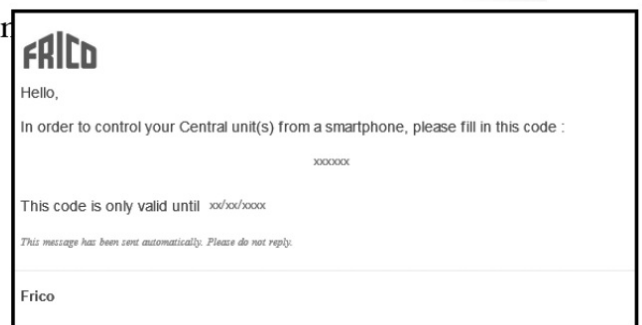 FRICO
Hello,
In order to control your Central unit(s) from a smartphone, please fill in this code :
xxxxxx
This code is only valid until xx/xx/xxxx
This message has been sent automatically. Please do not reply.
Frico